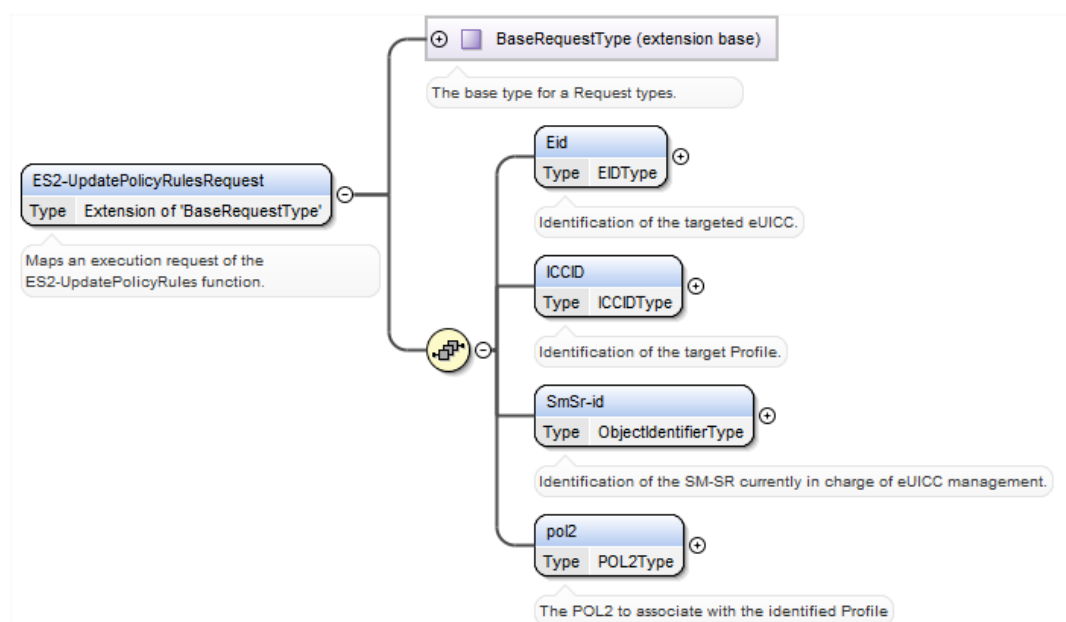 BaseRequestType (extension base)
The base type for a Request types.
Eid
Type EIDType
Identification of the targeted eUICC.
ES2-UpdatePolicyRulesRequest
Type Extension of 'BaseRequestType'
Maps an execution request of the
ES2-UpdatePolicyRules function.
ICCID
Type ICCIDType
Identification of the target Profile.
SmSr-id
Type ObjectIdentifierType
Identification of the SM-SR currently in charge of eUICC management.
pol2
Type POL2Type
The POL2 to associate with the identified Profile